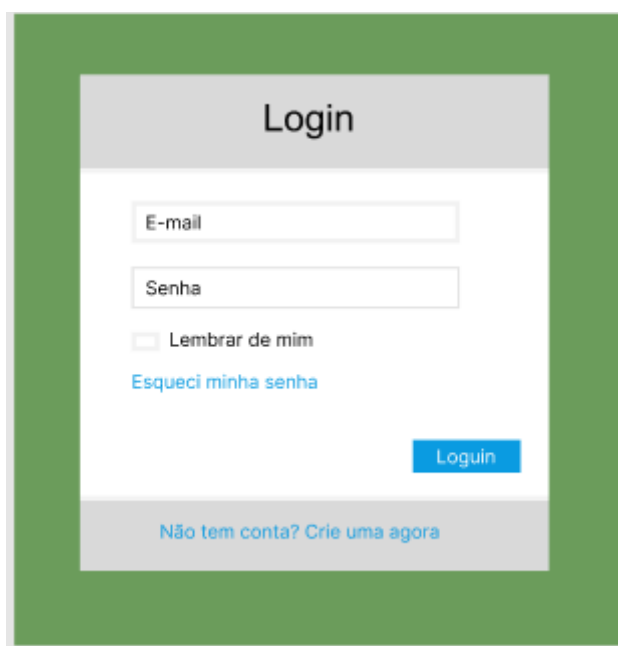 Login
E-mail
Senha
Lembrar de mim
Esqueci minha senha
Loguin
Não tem conta? Crie uma agora